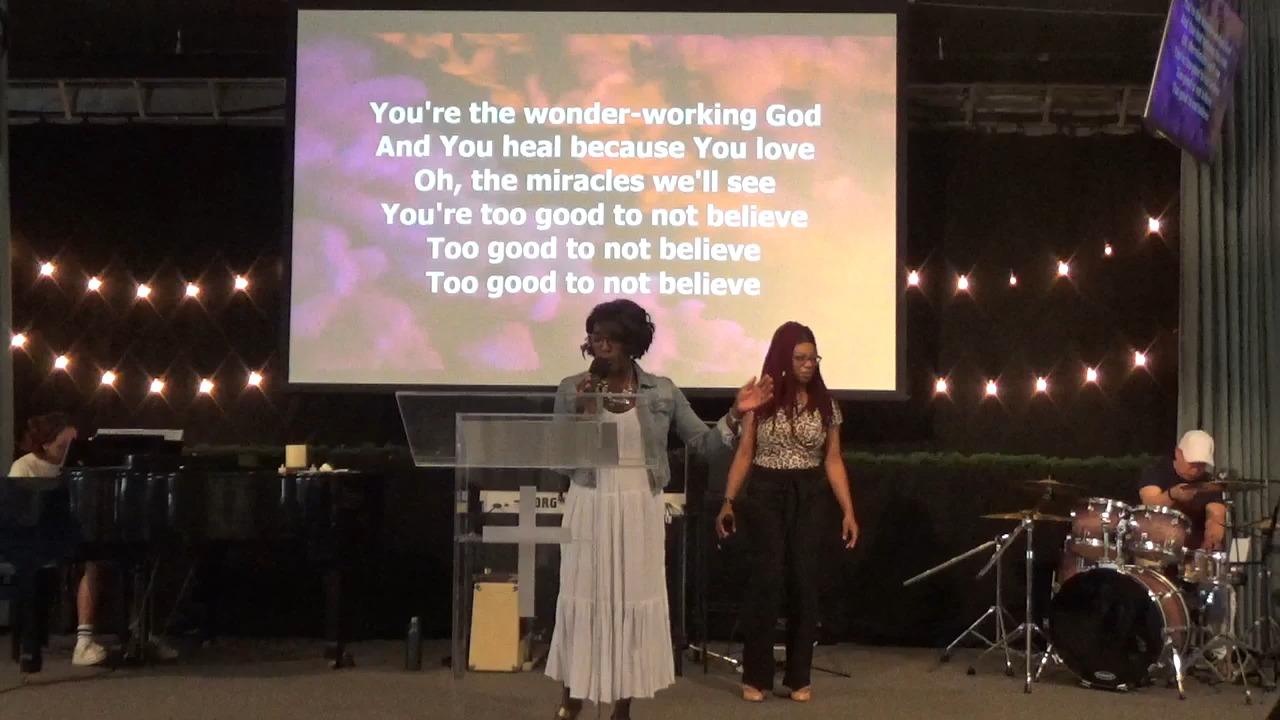 You're the wonder-working God
And You heal because You love
Oh, the miracles we'll see
You're too good to not believe
Too good to not believe
Too good to not believe